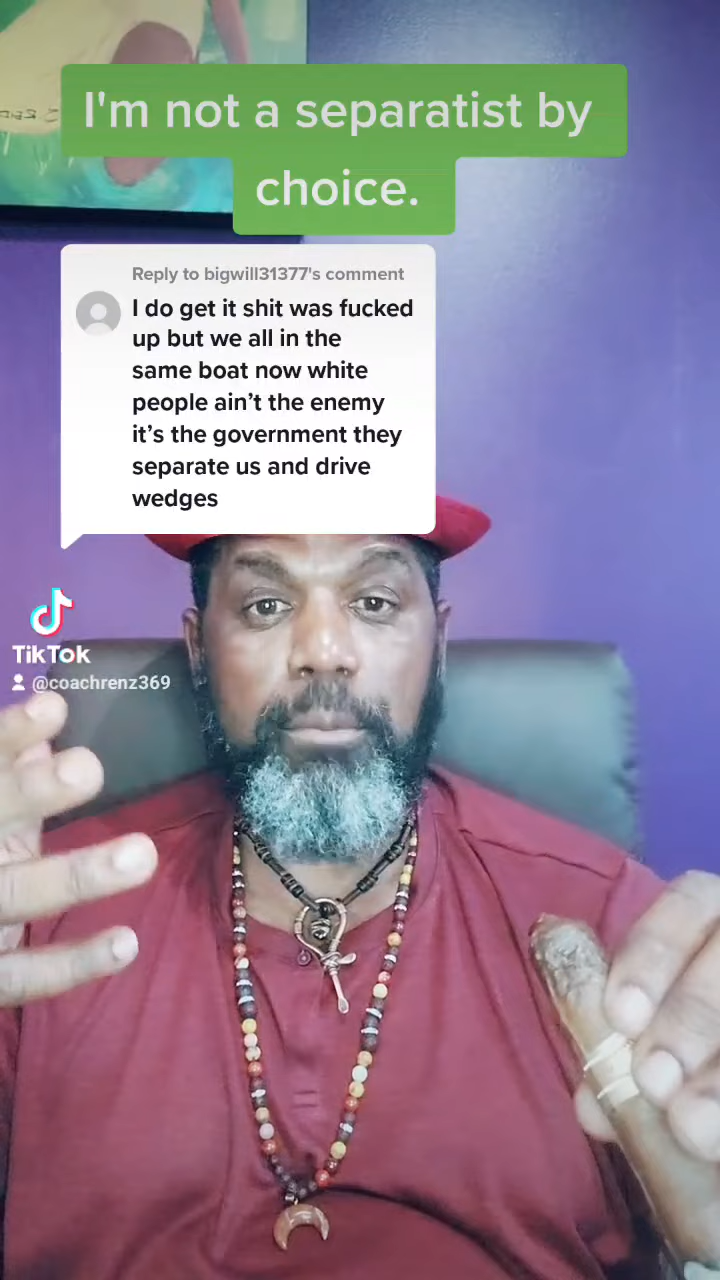 I'm not a separatist by
choice.
Reply to bigwill31377's comment
I do get it shit was fucked
up but we all in the
same boat now white
people ain’t the enemy
it’s the government they
separate us and drive
wedges
TikTok
@coachrenz369